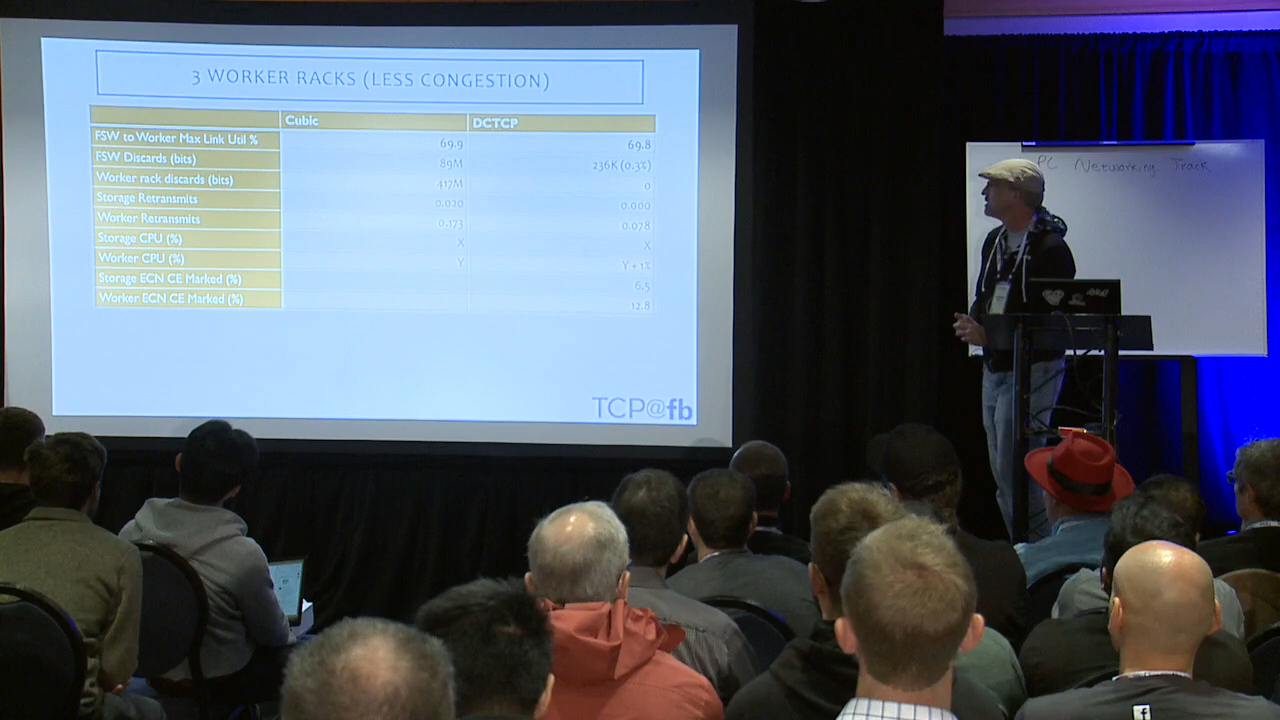 3 WORKER RACKS (LESS CONGESTION)
Cubic DCTCP
FSW to Worker Max Link Util % 69.9 69.8
FSW Discards (bits) 89M 236K (0.3%)
Worker rack discards (bits) 417M 0
Storage Retransmits 0.020 0.000
Worker Retransmits 0.173 0.078
Storage CPU (%) X X
Worker CPU (%) Y Y + 1%
Storage ECN CE Marked (%) 6.5
Worker ECN CE Marked (%) 12.8
TCP@fb
PC Networking Track
f